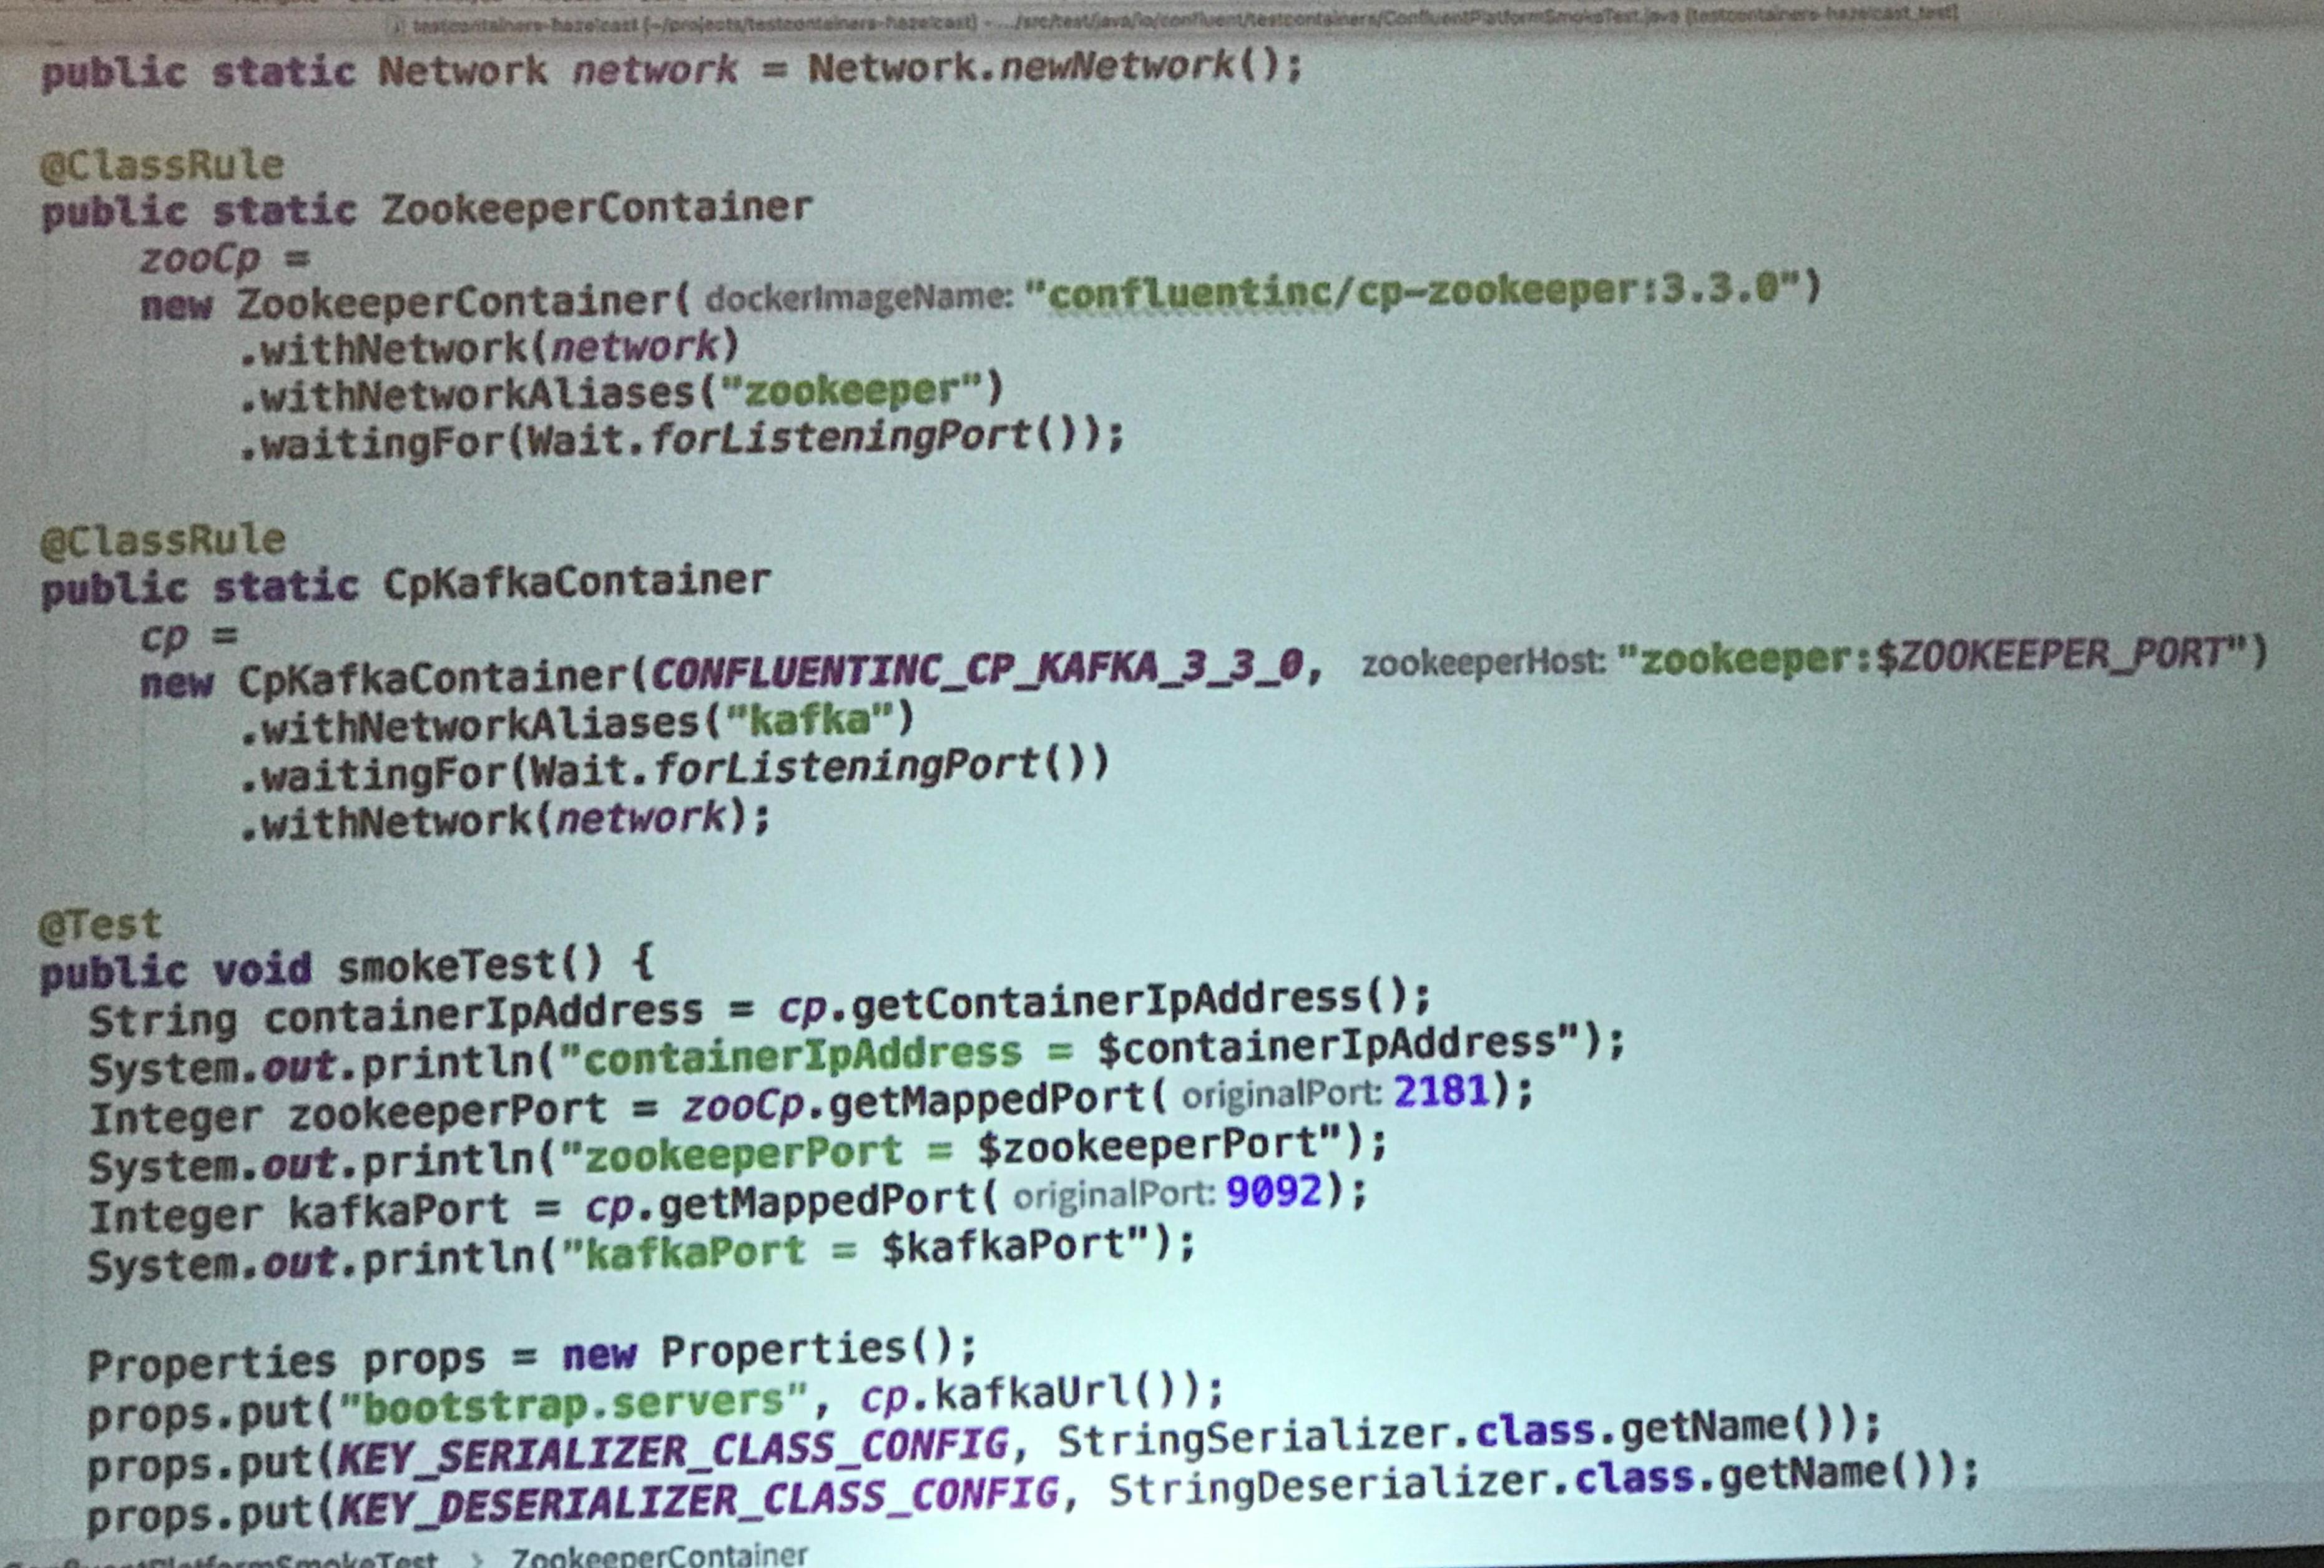 testcontainers-hazelcast [~/projects/testcontainers-hazelcast] - .../src/test/java/io/confluent/testcontainers/ConfluentPlatformSmokeTest.java [testcontainers-hazelcast_test]
public static Network network = Network.newNetwork();
@ClassRule
public static ZookeeperContainer
zooCp =
new ZookeeperContainer( dockerImageName: "confluentinc/cp-zookeeper:3.3.0")
.withNetwork(network)
.withNetworkAliases("zookeeper")
.waitingFor(Wait.forListeningPort());
@ClassRule
public static CpKafkaContainer
cp =
new CpKafkaContainer(CONFLUENTINC_CP_KAFKA_3_3_0, zookeeperHost: "zookeeper:$ZOOKEEPER_PORT")
.withNetworkAliases("kafka")
.waitingFor(Wait.forListeningPort())
.withNetwork(network);
@Test
public void smokeTest() {
String containerIpAddress = cp.getContainerIpAddress();
System.out.println("containerIpAddress = $containerIpAddress");
Integer zookeeperPort = zooCp.getMappedPort( originalPort: 2181);
System.out.println("zookeeperPort = $zookeeperPort");
Integer kafkaPort = cp.getMappedPort( originalPort: 9092);
System.out.println("kafkaPort = $kafkaPort");
Properties props = new Properties();
props.put("bootstrap.servers", cp.kafkaUrl());
props.put(KEY_SERIALIZER_CLASS_CONFIG, StringSerializer.class.getName());
props.put(KEY_DESERIALIZER_CLASS_CONFIG, StringDeserializer.class.getName());
ConfluentPlatformSmokeTest > ZookeeperContainer